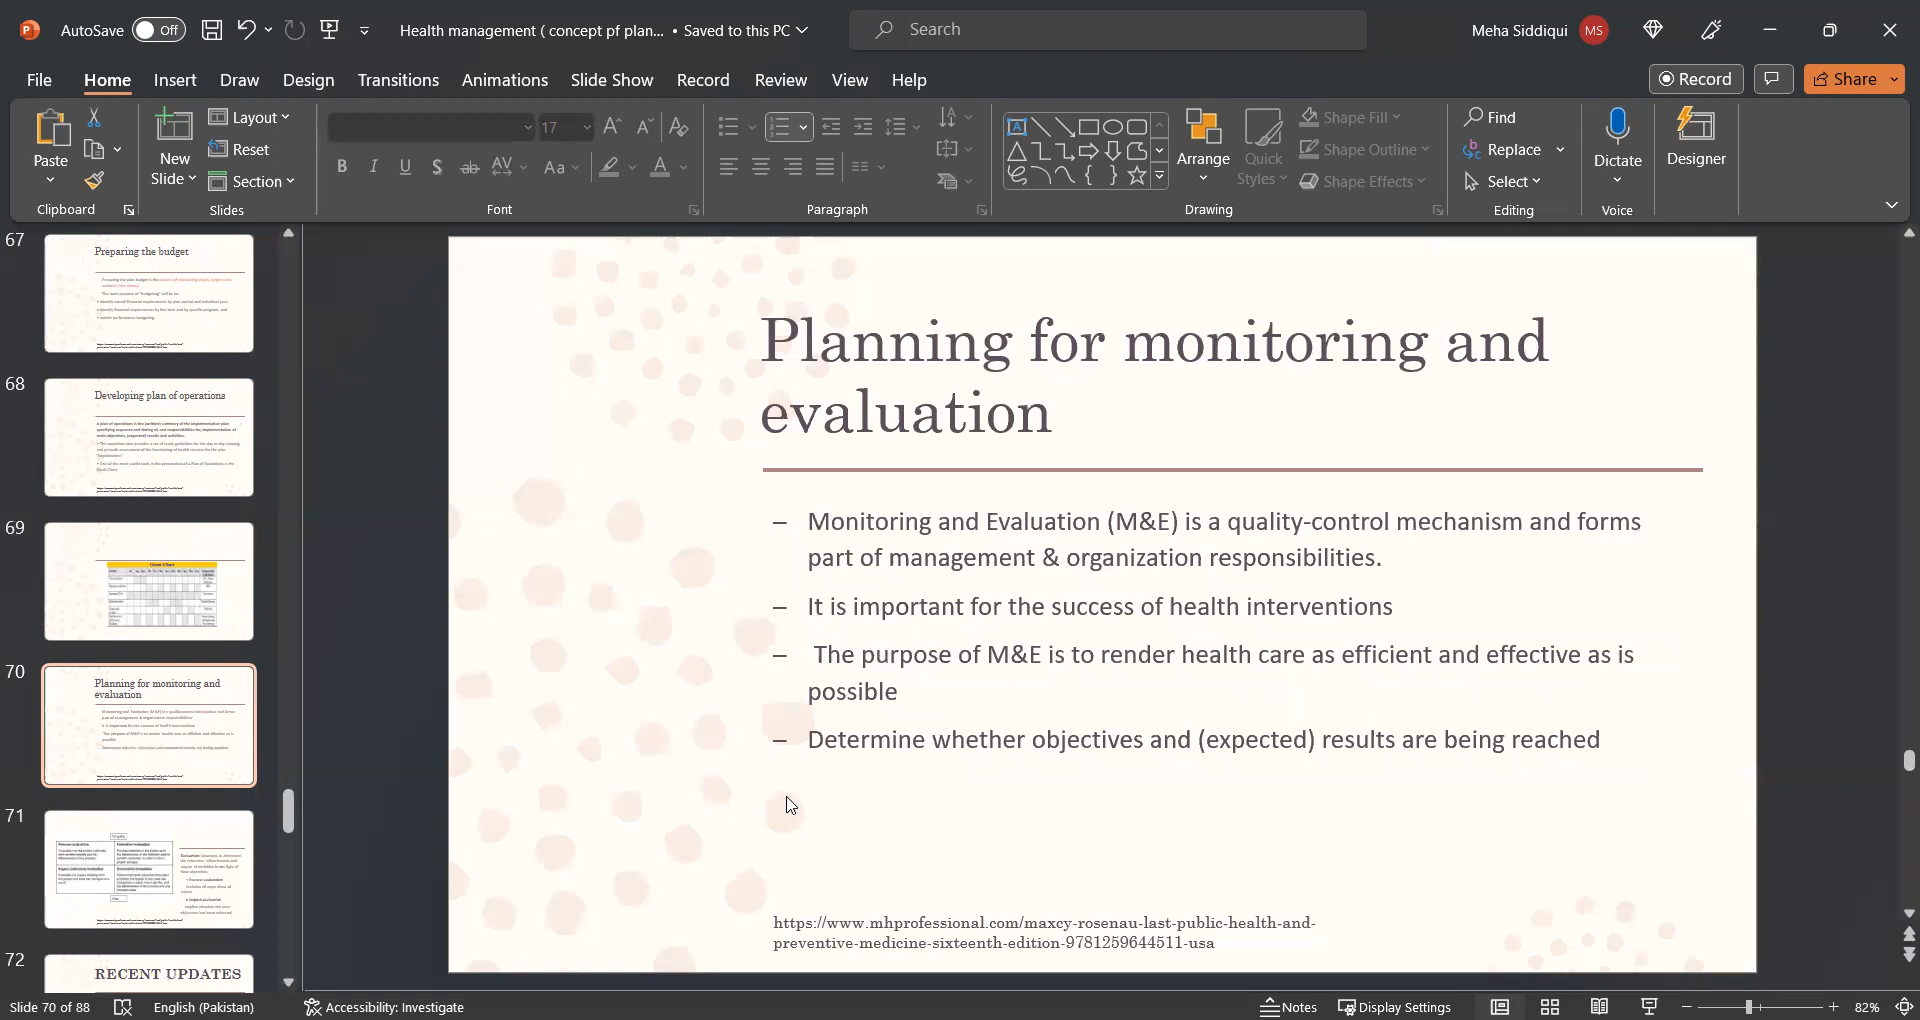 AutoSave Off Health management ( concept pf plan... • Saved to this PC Search Meha Siddiqui MS
File Home Insert Draw Design Transitions Animations Slide Show Record Review View Help Record Share
Paste
Clipboard
New
Slide
Layout
Reset
Section
Slides
17
Font
Paragraph
Arrange
Quick
Styles
Shape Fill
Shape Outline
Shape Effects
Drawing
Find
Replace
Select
Editing
Dictate
Voice
Designer
67
Preparing the budget
68
Developing plan of operations
69
70
Planning for monitoring and
evaluation
71
72
RECENT UPDATES
Planning for monitoring and
evaluation
– Monitoring and Evaluation (M&E) is a quality-control mechanism and forms
part of management & organization responsibilities.
– It is important for the success of health interventions
– The purpose of M&E is to render health care as efficient and effective as is
possible
– Determine whether objectives and (expected) results are being reached
https://www.mhprofessional.com/maxcy-rosenau-last-public-health-and-
preventive-medicine-sixteenth-edition-9781259644511-usa
Slide 70 of 88 English (Pakistan) Accessibility: Investigate Notes Display Settings 82%